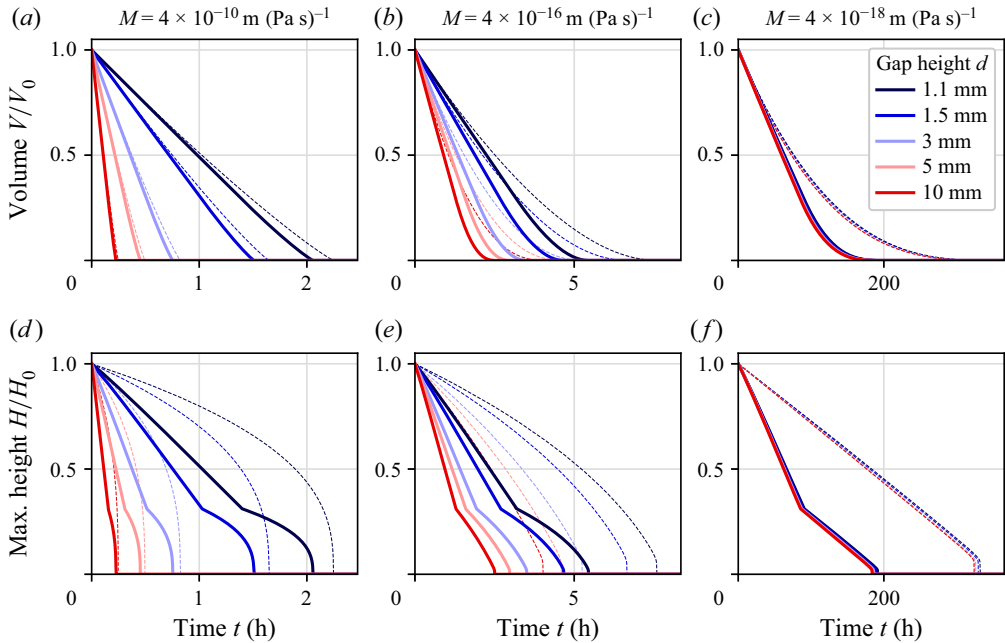 (a) M = 4 × 10⁻¹⁰ m (Pa s)⁻¹
(b) M = 4 × 10⁻¹⁶ m (Pa s)⁻¹
(c) M = 4 × 10⁻¹⁸ m (Pa s)⁻¹
Volume V/V₀
1.0
0.5
0
1
2
0
5
0
200
Gap height d
1.1 mm
1.5 mm
3 mm
5 mm
10 mm
(d)
(e)
(f)
Max. height H/H₀
1.0
0.5
0
1
2
0
5
0
200
Time t (h)
Time t (h)
Time t (h)